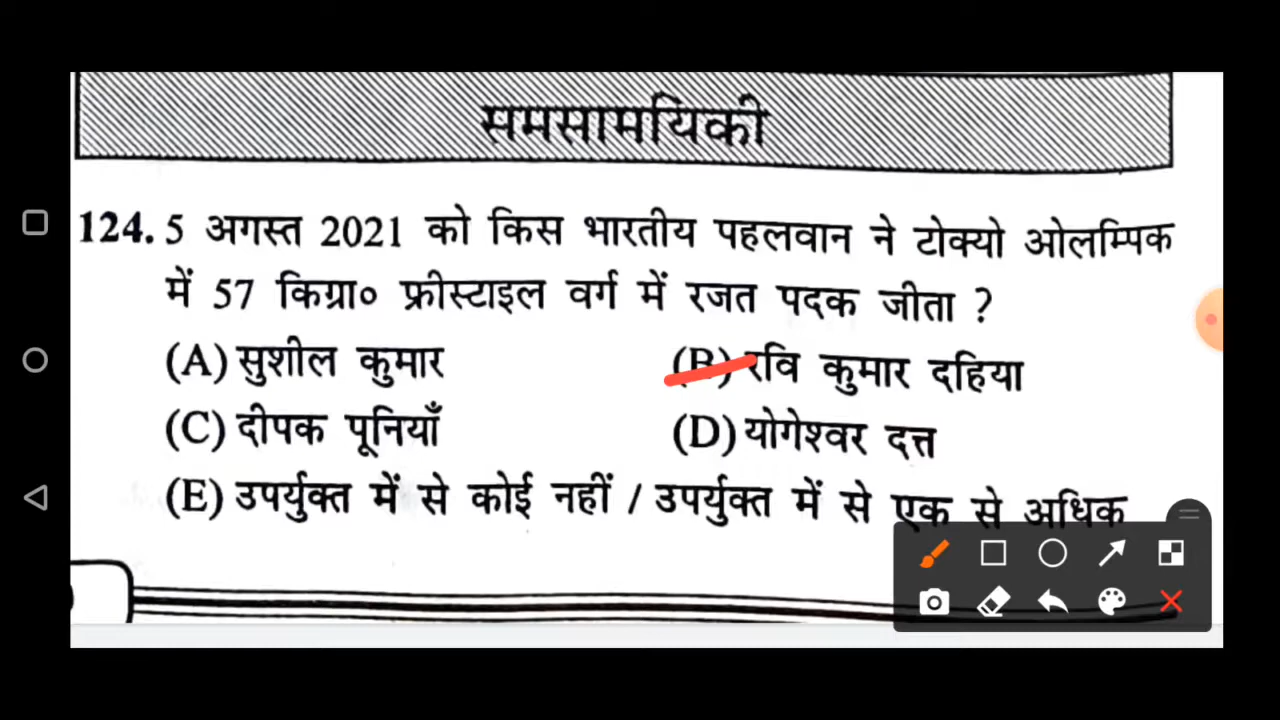 समसामयिकी
124. 5 अगस्त 2021 को किस भारतीय पहलवान ने टोक्यो ओलम्पिक
में 57 किग्रा० फ्रीस्टाइल वर्ग में रजत पदक जीता ?
(A) सुशील कुमार (B) रवि कुमार दहिया
(C) दीपक पूनियाँ (D) योगेश्वर दत्त
(E) उपर्युक्त में से कोई नहीं / उपर्युक्त में से एक से अधिक